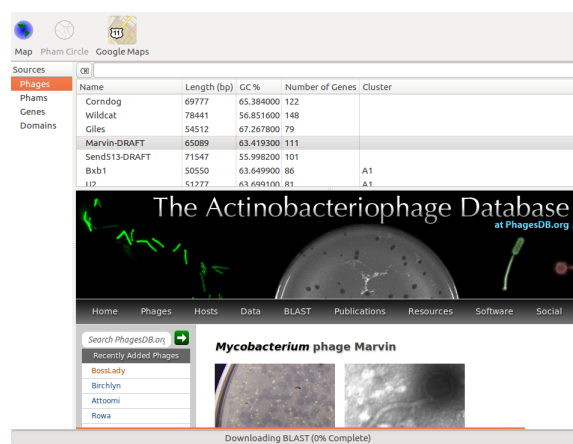 11
Map Pham Circle Google Maps
Sources
Phages
Phams
Genes
Domains
Name Length (bp) GC % Number of Genes Cluster
Corndog 69777 65.384000 122
Wildcat 78441 56.851600 148
Giles 54512 67.267800 79
Marvin-DRAFT 65089 63.419300 111
Send513-DRAFT 71547 55.998200 101
Bxb1 50550 63.649900 86 A1
U2 51277 63.699100 81 A1
The Actinobacteriophage Database
at PhagesDB.org
Home Phages Hosts Data BLAST Publications Resources Software Social
Search PhagesDB.org
Recently Added Phages
BossLady
Birchlyn
Attoomi
Rowa
Mycobacterium phage Marvin
Downloading BLAST (0% Complete)